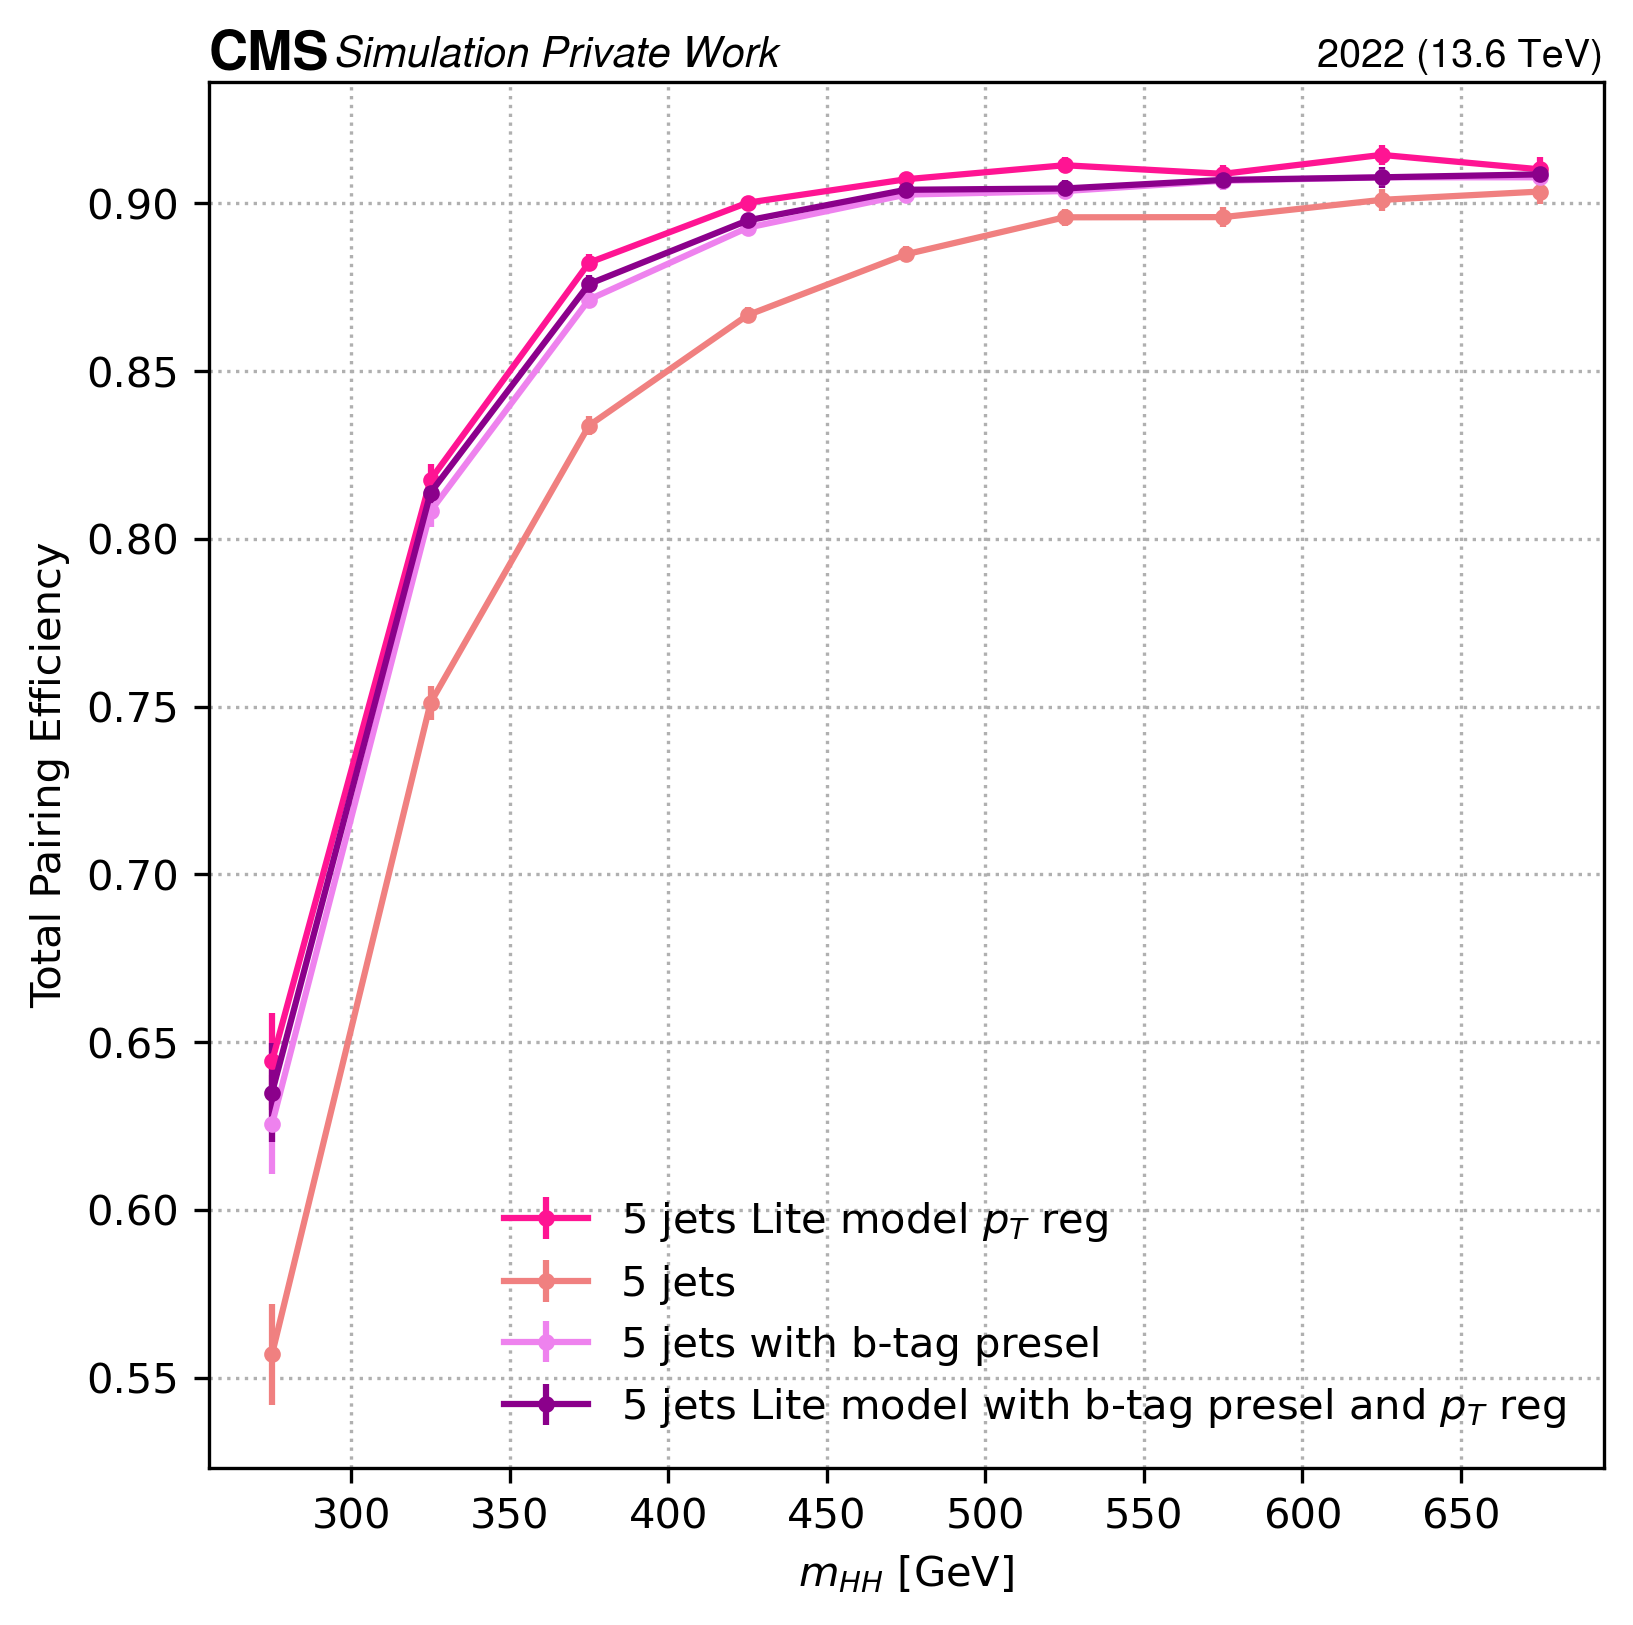 CMS Simulation Private Work 2022 (13.6 TeV)
Total Pairing Efficiency
0.90
0.85
0.80
0.75
0.70
0.65
0.60
0.55
5 jets Lite model p_T reg
5 jets
5 jets with b-tag presel
5 jets Lite model with b-tag presel and p_T reg
300 350 400 450 500 550 600 650
m_HH [GeV]